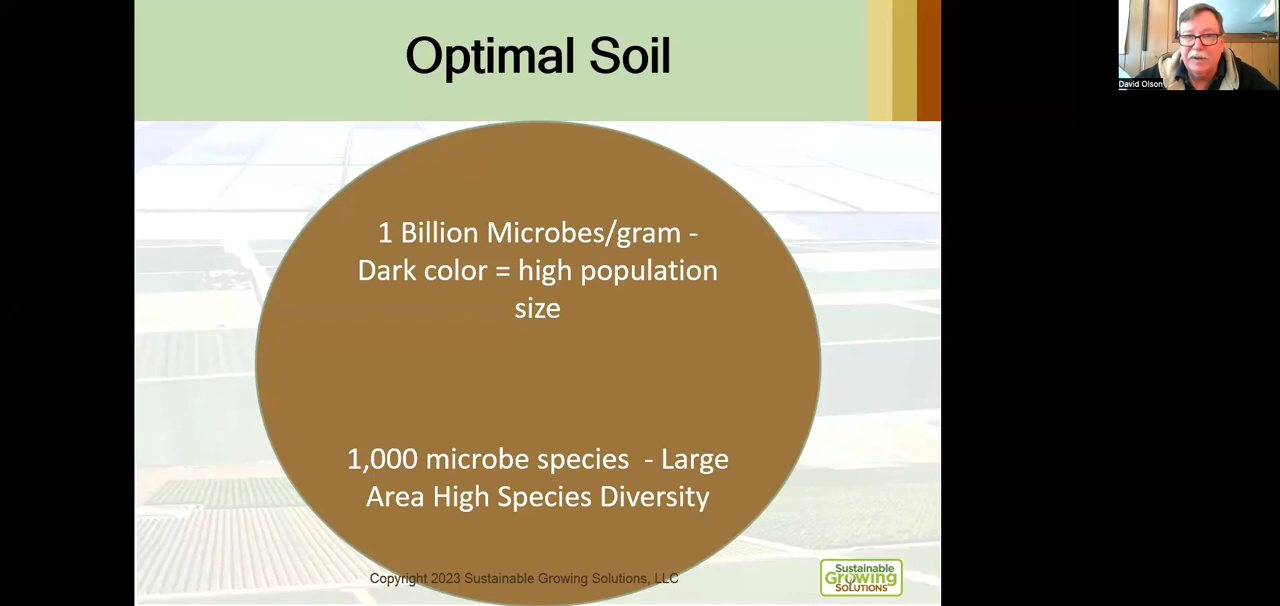 Optimal Soil
David Olson
1 Billion Microbes/gram -
Dark color = high population
size
1,000 microbe species  - Large
Area High Species Diversity
Copyright 2023 Sustainable Growing Solutions, LLC
Sustainable
Growing
SOLUTIONS